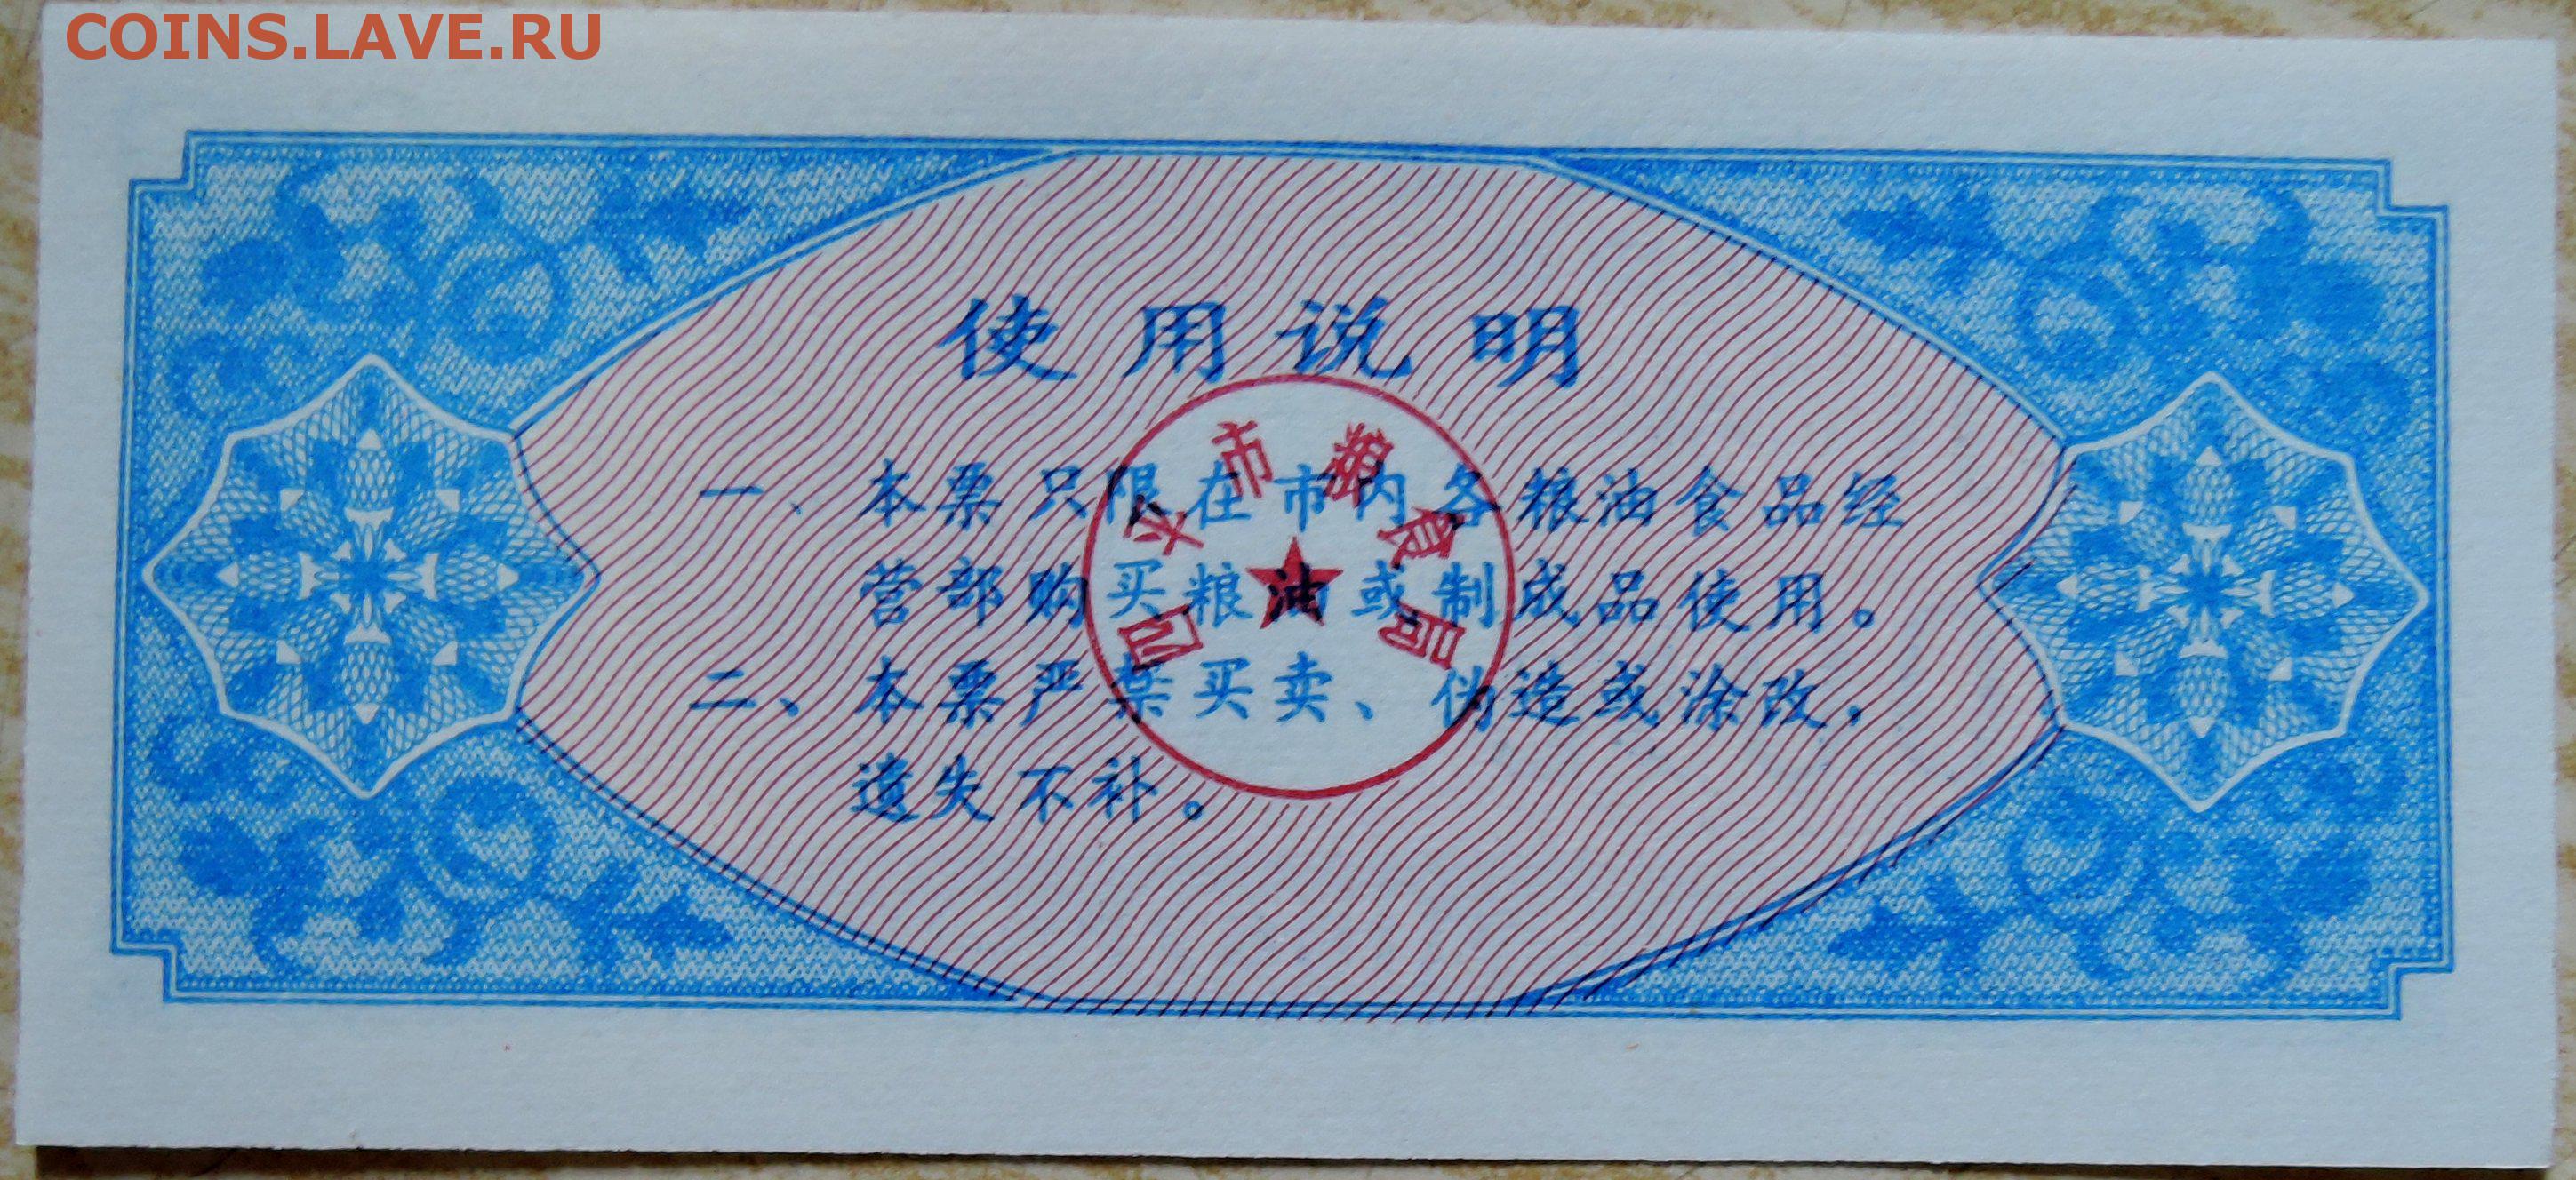 COINS.LAVE.RU
使用说明
一、本票只限在市内各粮油食品经
营部购买粮油或制成品使用。
二、本票严禁买卖、伪造或涂改,
遗失不补。
四平市粮食局